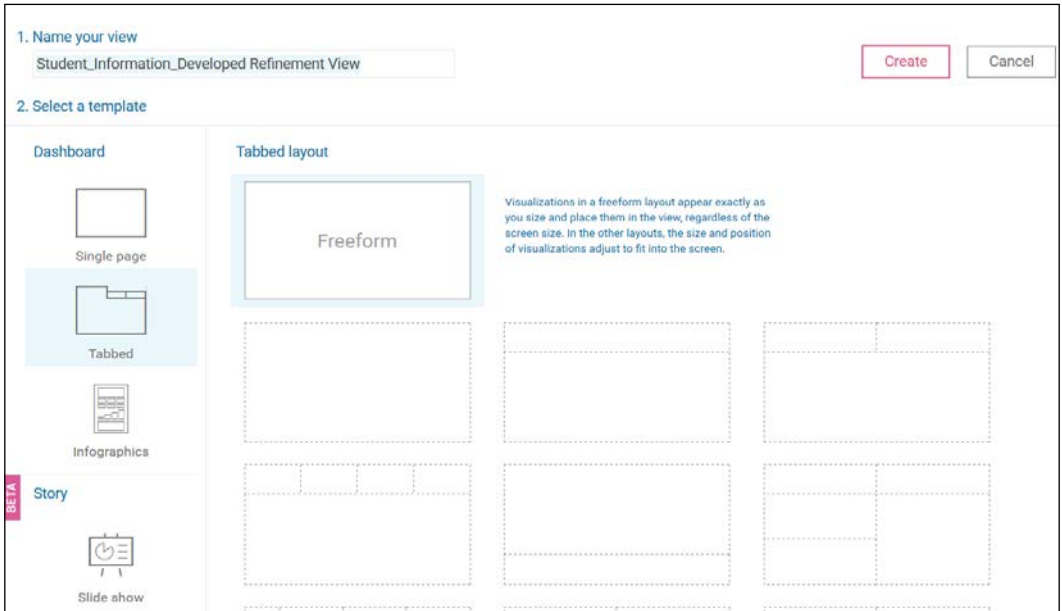 1. Name your view
Student_Information_Developed Refinement View
Create
Cancel
2. Select a template
Dashboard
Tabbed layout
Single page
Tabbed
Infographics
Freeform
Visualizations in a freeform layout appear exactly as
you size and place them in the view, regardless of the
screen size. In the other layouts, the size and position
of visualizations adjust to fit into the screen.
BETA
Story
Slide show